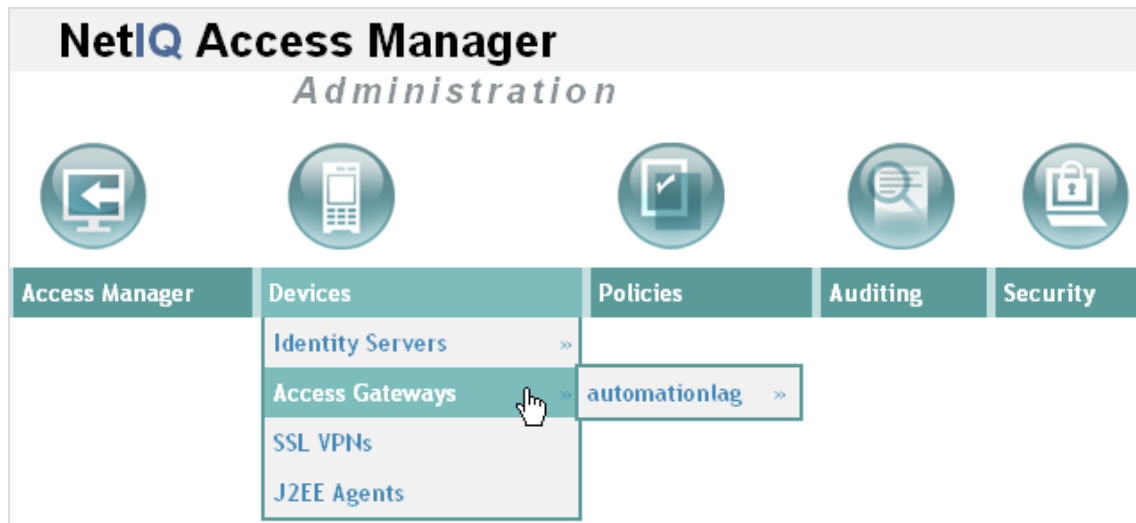 NetIQ Access Manager
Administration
Access Manager Devices Policies Auditing Security
Identity Servers »
Access Gateways » automationlag »
SSL VPNs
J2EE Agents